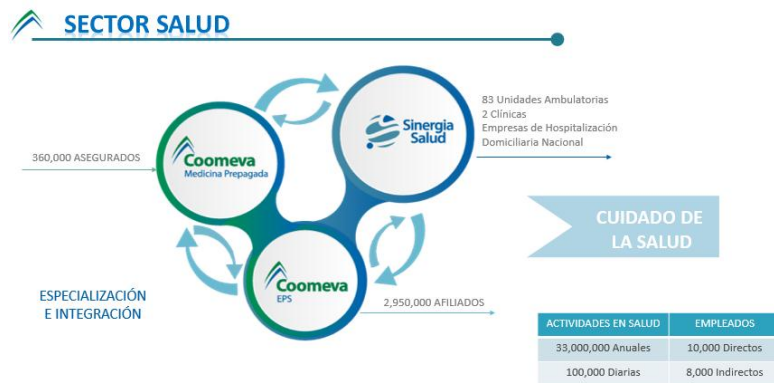 SECTOR SALUD
83 Unidades Ambulatorias
2 Clínicas
Empresas de Hospitalización
Domiciliaria Nacional
Sinergia
Salud
360,000 ASEGURADOS
Coomeva
Medicina Prepagada
CUIDADO DE
LA SALUD
Coomeva
EPS
2,950,000 AFILIADOS
ESPECIALIZACIÓN
E INTEGRACIÓN
ACTIVIDADES EN SALUD EMPLEADOS
33,000,000 Anuales 10,000 Directos
100,000 Diarias 8,000 Indirectos